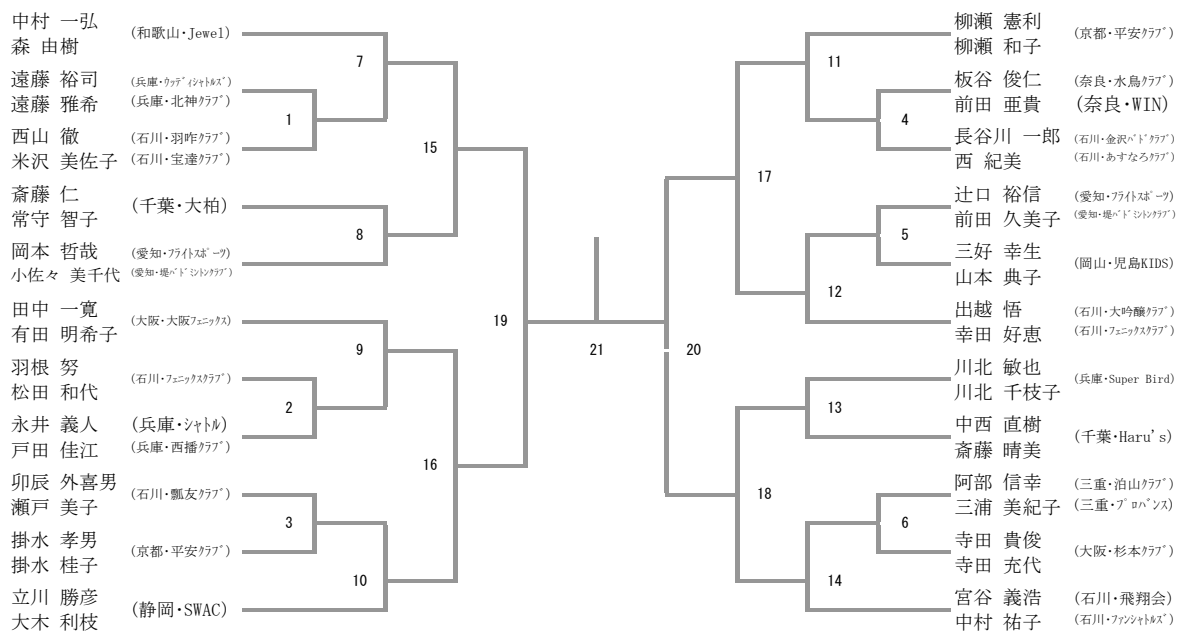 中村 一弘
森 由樹
(和歌山・Jewel)
遠藤 裕司
遠藤 雅希
(兵庫・ウッディシャトルズ)
(兵庫・北神クラブ)
西山 徹
米沢 美佐子
(石川・羽咋クラブ)
(石川・宝達クラブ)
斎藤 仁
常守 智子
(千葉・大柏)
岡本 哲哉
小佐々 美千代
(愛知・フライトスポーツ)
(愛知・堤バドミントンクラブ)
田中 一寛
有田 明希子
(大阪・大阪フェニックス)
羽根 努
松田 和代
(石川・フェニックスクラブ)
永井 義人
戸田 佳江
(兵庫・シャトル)
(兵庫・西播クラブ)
卯辰 外喜男
瀬戸 美子
(石川・瓢友クラブ)
掛水 孝男
掛水 桂子
(京都・平安クラブ)
立川 勝彦
大木 利枝
(静岡・SWAC)
7
1
15
8
19
9
2
16
3
10
21
20
11
4
17
5
12
13
18
6
14
柳瀬 憲利
柳瀬 和子
(京都・平安クラブ)
板谷 俊仁
前田 亜貴
(奈良・水鳥クラブ)
(奈良・WIN)
長谷川 一郎
西 紀美
(石川・金沢バドクラブ)
(石川・あすなろクラブ)
辻口 裕信
前田 久美子
(愛知・フライトスポーツ)
(愛知・堤バドミントンクラブ)
三好 幸生
山本 典子
(岡山・児島KIDS)
出越 悟
幸田 好恵
(石川・大吟醸クラブ)
(石川・フェニックスクラブ)
川北 敏也
川北 千枝子
(兵庫・Super Bird)
中西 直樹
斎藤 晴美
(千葉・Haru's)
阿部 信幸
三浦 美紀子
(三重・泊山クラブ)
(三重・プロバンス)
寺田 貴俊
寺田 充代
(大阪・杉本クラブ)
宮谷 義浩
中村 祐子
(石川・飛翔会)
(石川・ファンシャトルズ)